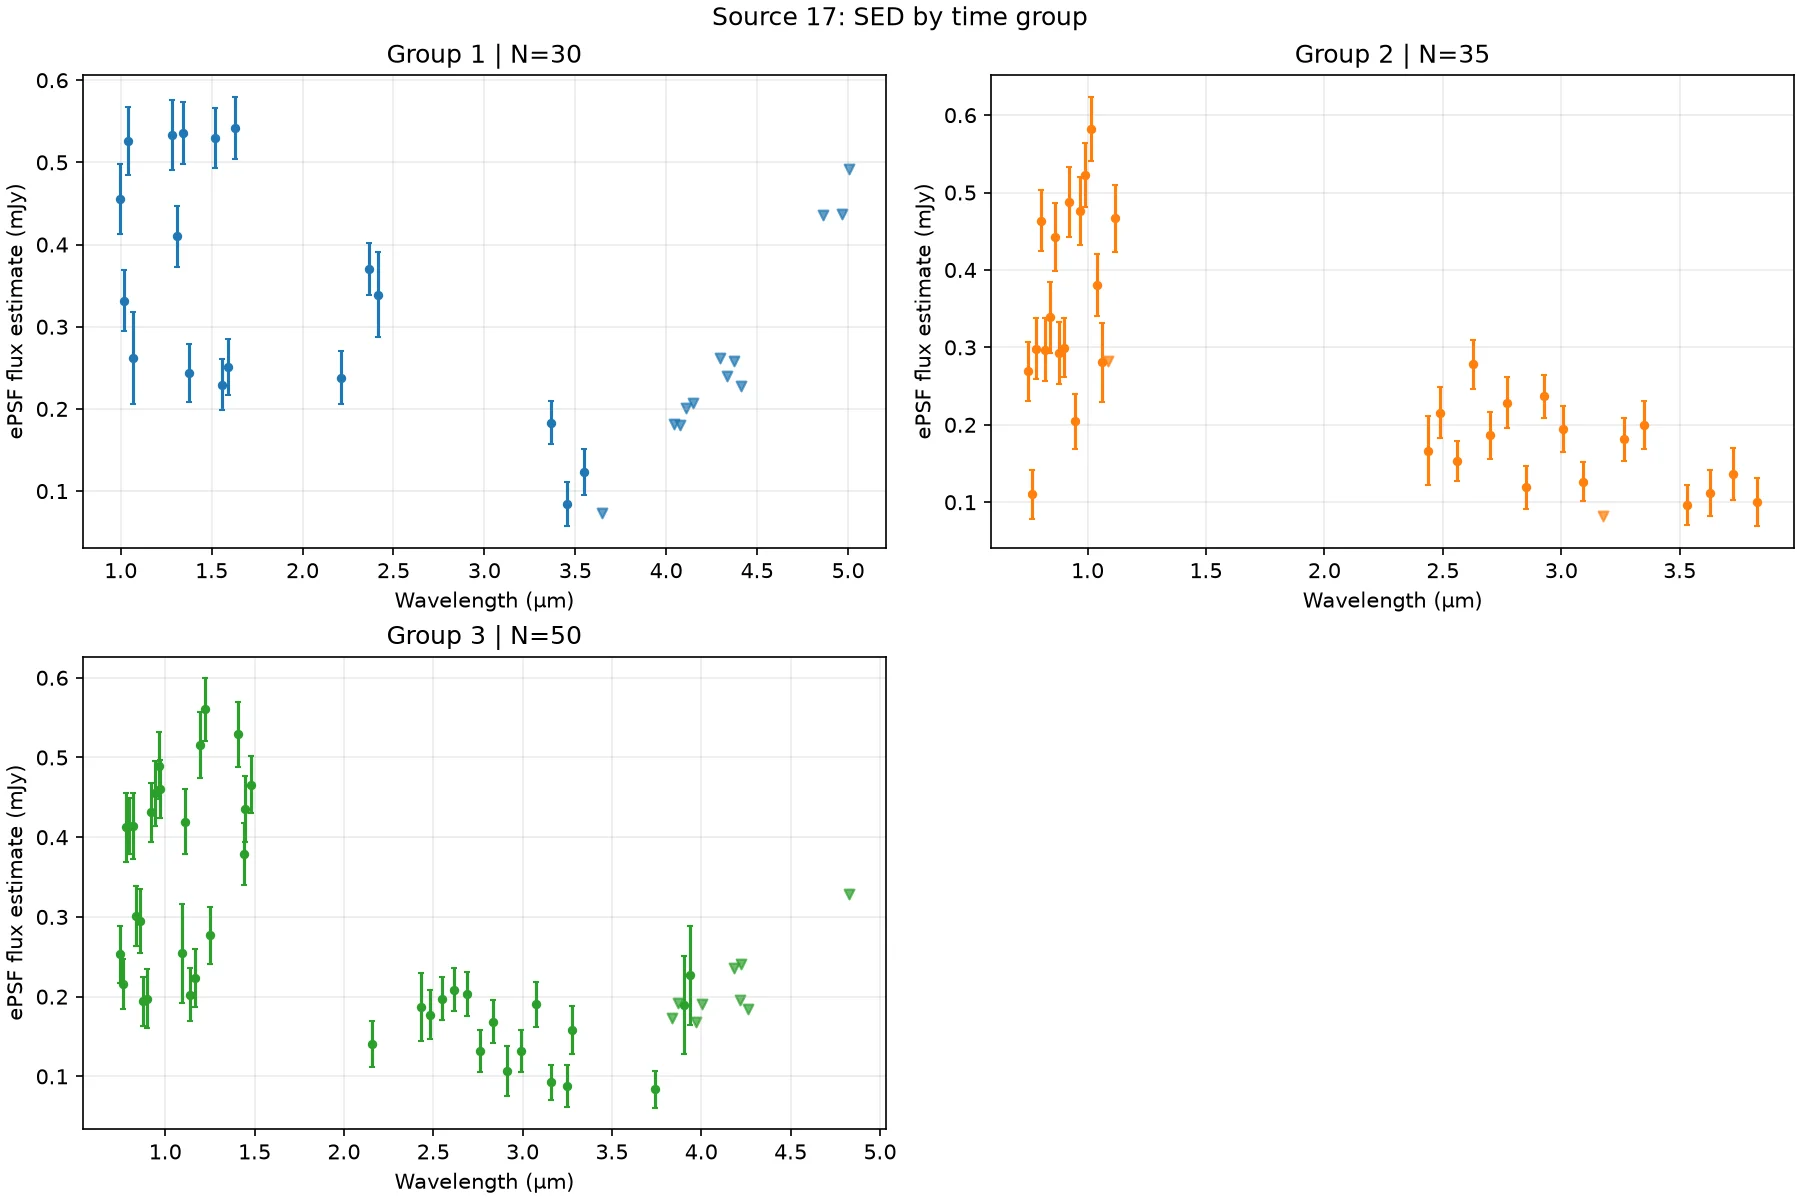 Source 17: SED by time group
Group 1 | N=30
ePSF flux estimate (mJy)
0.6
0.5
0.4
0.3
0.2
0.1
1.0 1.5 2.0 2.5 3.0 3.5 4.0 4.5 5.0
Wavelength (µm)
Group 2 | N=35
ePSF flux estimate (mJy)
0.6
0.5
0.4
0.3
0.2
0.1
1.0 1.5 2.0 2.5 3.0 3.5
Wavelength (µm)
Group 3 | N=50
ePSF flux estimate (mJy)
0.6
0.5
0.4
0.3
0.2
0.1
1.0 1.5 2.0 2.5 3.0 3.5 4.0 4.5 5.0
Wavelength (µm)